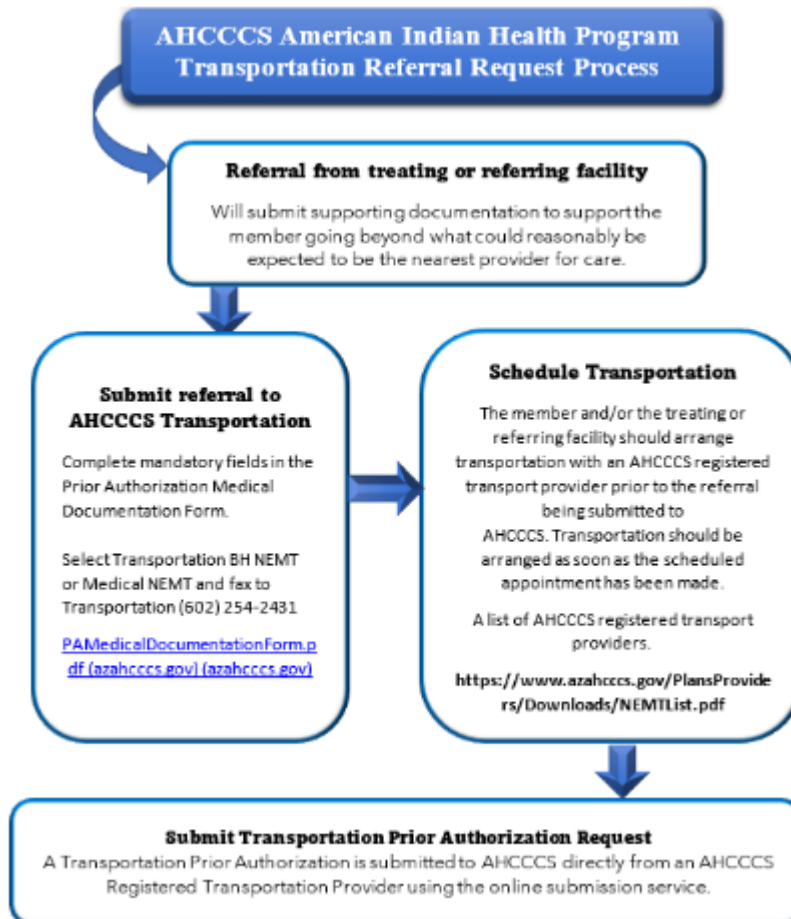 AHCCCS American Indian Health Program
Transportation Referral Request Process
Referral from treating or referring facility
Will submit supporting documentation to support the
member going beyond what could reasonably be
expected to be the nearest provider for care.
Submit referral to
AHCCCS Transportation
Complete mandatory fields in the
Prior Authorization Medical
Documentation Form.
Select Transportation BH NEMT
or Medical NEMT and fax to
Transportation (602) 254-2431
PAMedicalDocumentationForm.p
df (azahcccs.gov) (azahcccs.gov)
Schedule Transportation
The member and/or the treating or
referring facility should arrange
transportation with an AHCCCS registered
transport provider prior to the referral
being submitted to
AHCCCS. Transportation should be
arranged as soon as the scheduled
appointment has been made.
A list of AHCCCS registered transport
providers.
https://www.azahcccs.gov/PlansProvide
rs/Downloads/NEMTList.pdf
Submit Transportation Prior Authorization Request
A Transportation Prior Authorization is submitted to AHCCCS directly from an AHCCCS
Registered Transportation Provider using the online submission service.